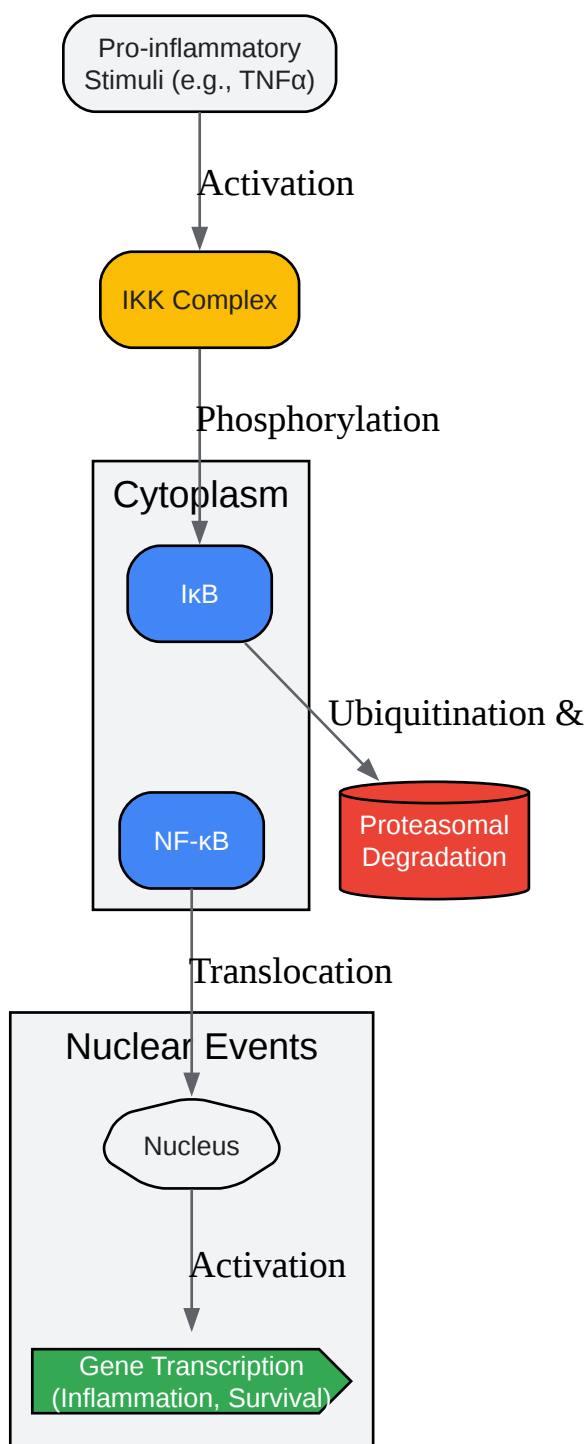 Pro-inflammatory
Stimuli (e.g., TNFα)
Activation
IKK Complex
Phosphorylation
Cytoplasm
IκB
Ubiquitination &
Proteasomal
Degradation
NF-κB
Translocation
Nuclear Events
Nucleus
Activation
Gene Transcription
(Inflammation, Survival)